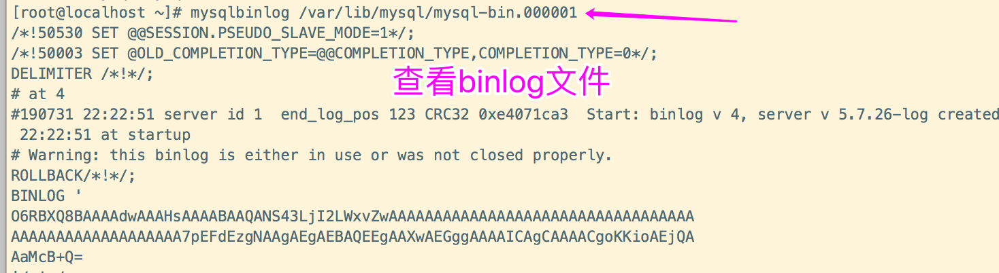 [root@localhost ~]# mysqlbinlog /var/lib/mysql/mysql-bin.000001
/*!50530 SET @@SESSION.PSEUDO_SLAVE_MODE=1*/;
/*!50003 SET @OLD_COMPLETION_TYPE=@@COMPLETION_TYPE,COMPLETION_TYPE=0*/;
DELIMITER /*!*/;
查看binlog文件
# at 4
#190731 22:22:51 server id 1  end_log_pos 123 CRC32 0xe4071ca3  Start: binlog v 4, server v 5.7.26-log created
22:22:51 at startup
# Warning: this binlog is either in use or was not closed properly.
ROLLBACK/*!*/;
BINLOG '
O6RBXQ8BAAAAdwAAAHsAAAABAAQANS43LjI2LWxvZwAAAAAAAAAAAAAAAAAAAAAAAAAAAAAAAAAA
AAAAAAAAAAAAAAAAAAA7pEFdEzgNAAgAEgAEBAQEEgAAXwAEGggAAAAICAgCAAAACgoKKioAEjQA
AaMcB+Q=